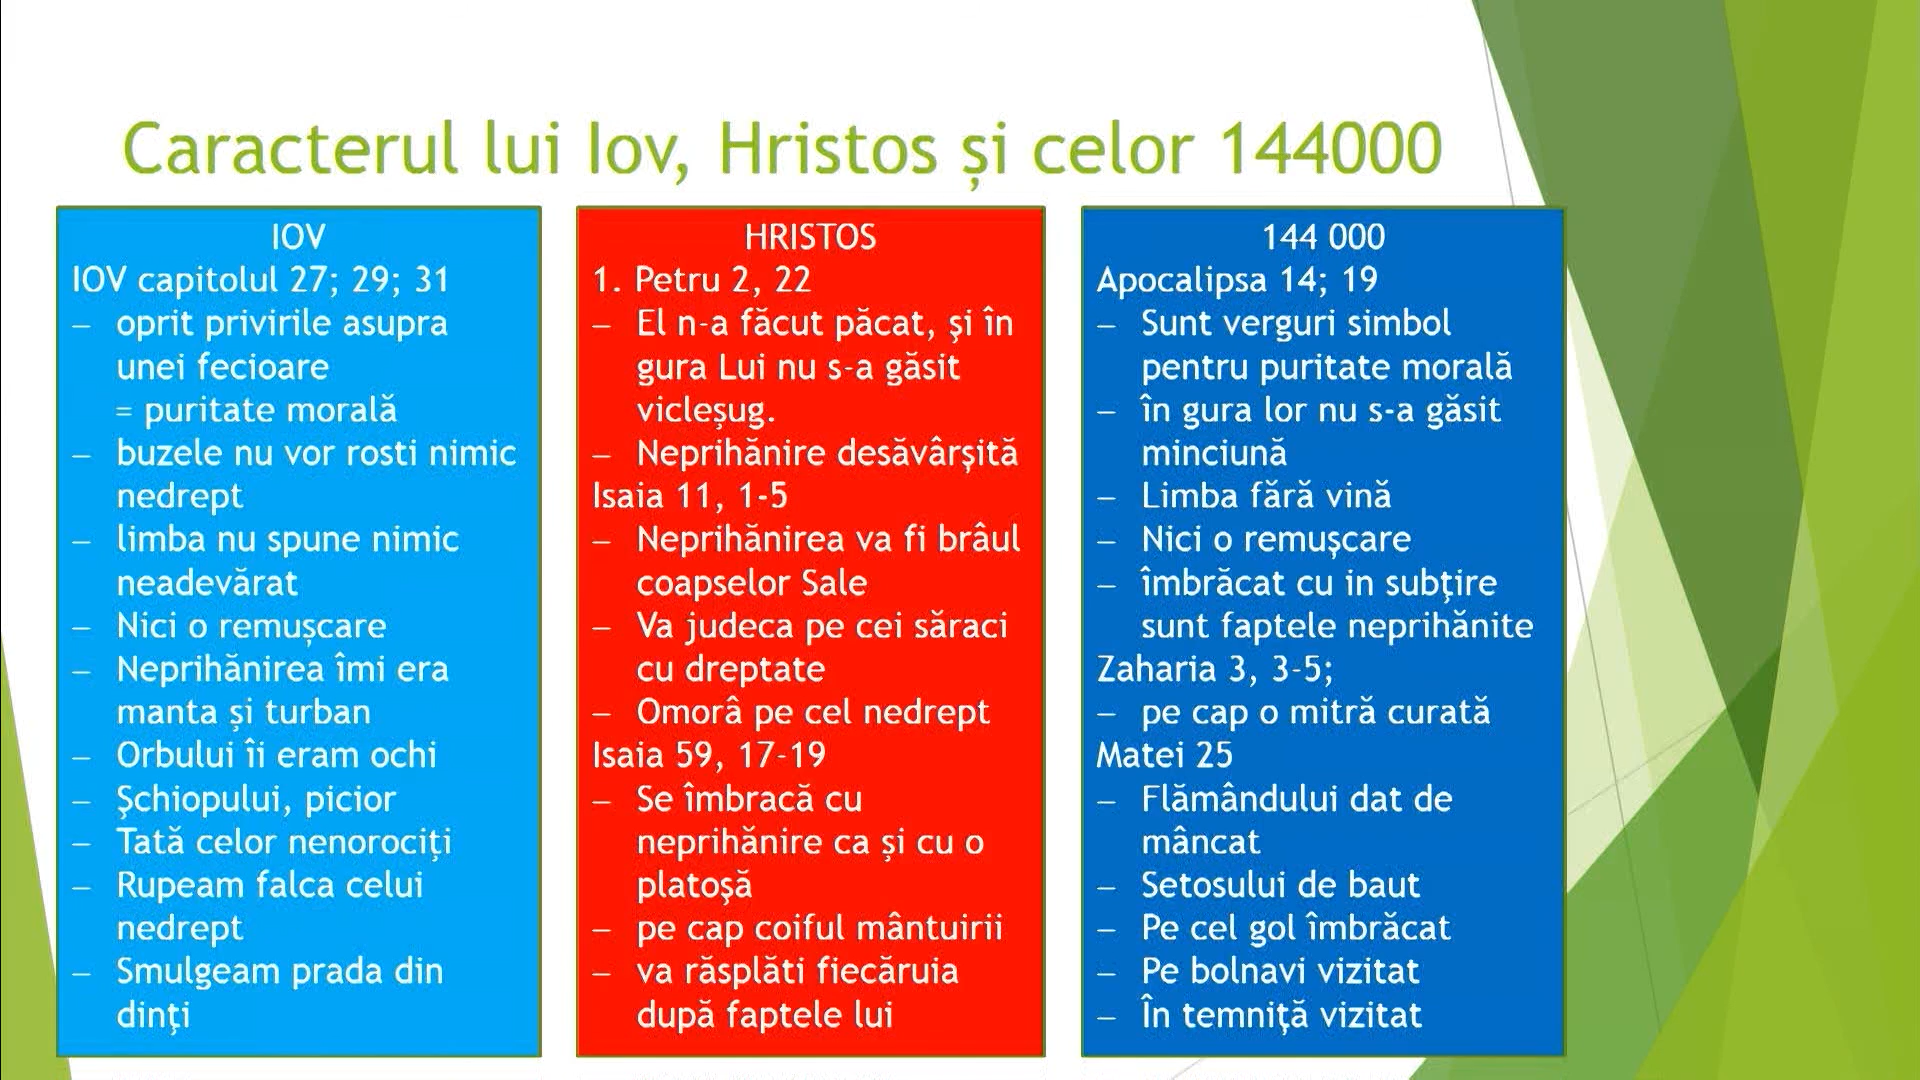 Caracterul lui Iov, Hristos și celor 144000
IOV
IOV capitolul 27; 29; 31
– oprit privirile asupra
unei fecioare
= puritate morală
– buzele nu vor rosti nimic
nedrept
– limba nu spune nimic
neadevărat
– Nici o remușcare
– Neprihănirea îmi era
manta și turban
– Orbului îi eram ochi
– Şchiopului, picior
– Tată celor nenorociți
– Rupeam falca celui
nedrept
– Smulgeam prada din
dinţi
HRISTOS
1. Petru 2, 22
– El n-a făcut păcat, şi în
gura Lui nu s-a găsit
vicleșug.
– Neprihănire desăvârșită
Isaia 11, 1-5
– Neprihănirea va fi brâul
coapselor Sale
– Va judeca pe cei săraci
cu dreptate
– Omorâ pe cel nedrept
Isaia 59, 17-19
– Se îmbracă cu
neprihănire ca și cu o
platoşă
– pe cap coiful mântuirii
– va răsplăti fiecăruia
după faptele lui
144 000
Apocalipsa 14; 19
– Sunt verguri simbol
pentru puritate morală
– în gura lor nu s-a găsit
minciună
– Limba fără vină
– Nici o remușcare
– îmbrăcat cu in subţire
sunt faptele neprihănite
Zaharia 3, 3-5;
– pe cap o mitră curată
Matei 25
– Flămândului dat de
mâncat
– Setosului de baut
– Pe cel gol îmbrăcat
– Pe bolnavi vizitat
– În temniţă vizitat